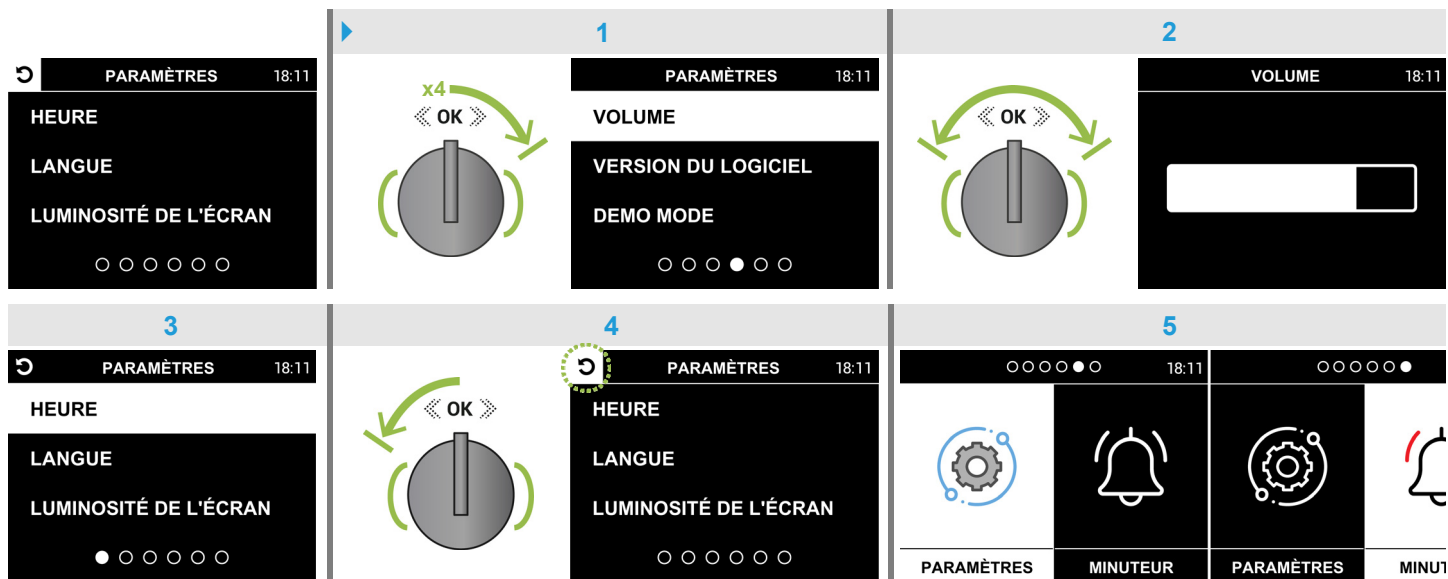 1
2
PARAMÈTRES 18:11
HEURE
LANGUE
LUMINOSITÉ DE L'ÉCRAN
x4
OK
PARAMÈTRES 18:11
VOLUME
VERSION DU LOGICIEL
DEMO MODE
OK
VOLUME 18:11
3
4
5
PARAMÈTRES 18:11
HEURE
LANGUE
LUMINOSITÉ DE L'ÉCRAN
OK
PARAMÈTRES 18:11
HEURE
LANGUE
LUMINOSITÉ DE L'ÉCRAN
18:11
PARAMÈTRES
MINUTEUR
PARAMÈTRES
MINUT